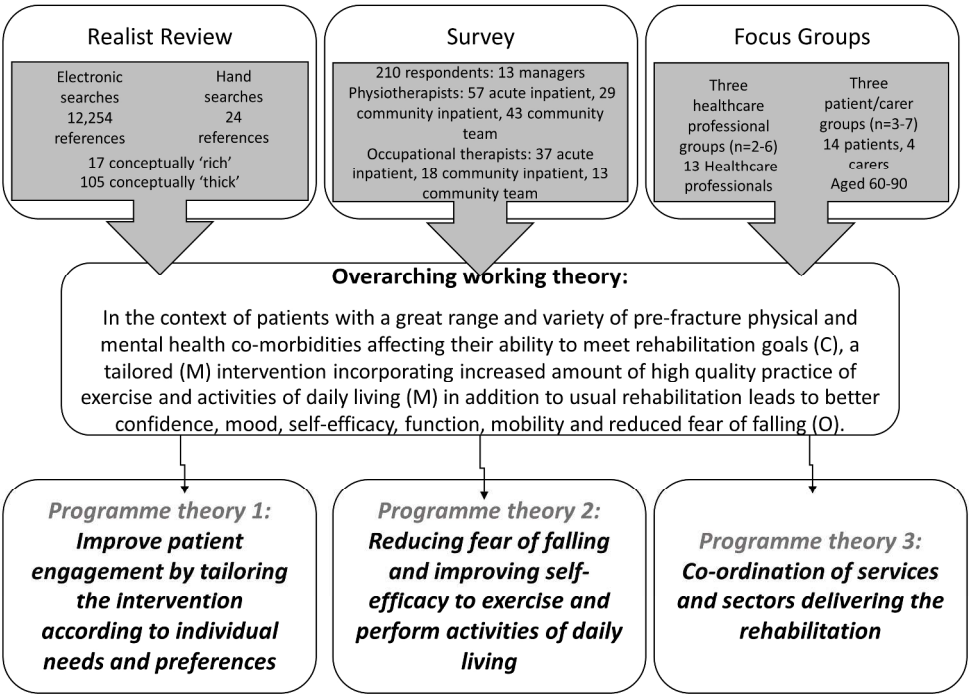 Realist Review
Electronic
searches
12,254
references
Hand
searches
24
references
17 conceptually ‘rich’
105 conceptually ‘thick’
Survey
210 respondents: 13 managers
Physiotherapists: 57 acute inpatient, 29
community inpatient, 43 community
team
Occupational therapists: 37 acute
inpatient, 18 community inpatient, 13
community team
Focus Groups
Three
healthcare
professional
groups (n=2-6)
13 Healthcare
professionals
Three
patient/carer
groups (n=3-7)
14 patients, 4
carers
Aged 60-90
Overarching working theory:
In the context of patients with a great range and variety of pre-fracture physical and
mental health co-morbidities affecting their ability to meet rehabilitation goals (C), a
tailored (M) intervention incorporating increased amount of high quality practice of
exercise and activities of daily living (M) in addition to usual rehabilitation leads to better
confidence, mood, self-efficacy, function, mobility and reduced fear of falling (O).
Programme theory 1:
Improve patient
engagement by tailoring
the intervention
according to individual
needs and preferences
Programme theory 2:
Reducing fear of falling
and improving self-
efficacy to exercise and
perform activities of daily
living
Programme theory 3:
Co-ordination of services
and sectors delivering the
rehabilitation